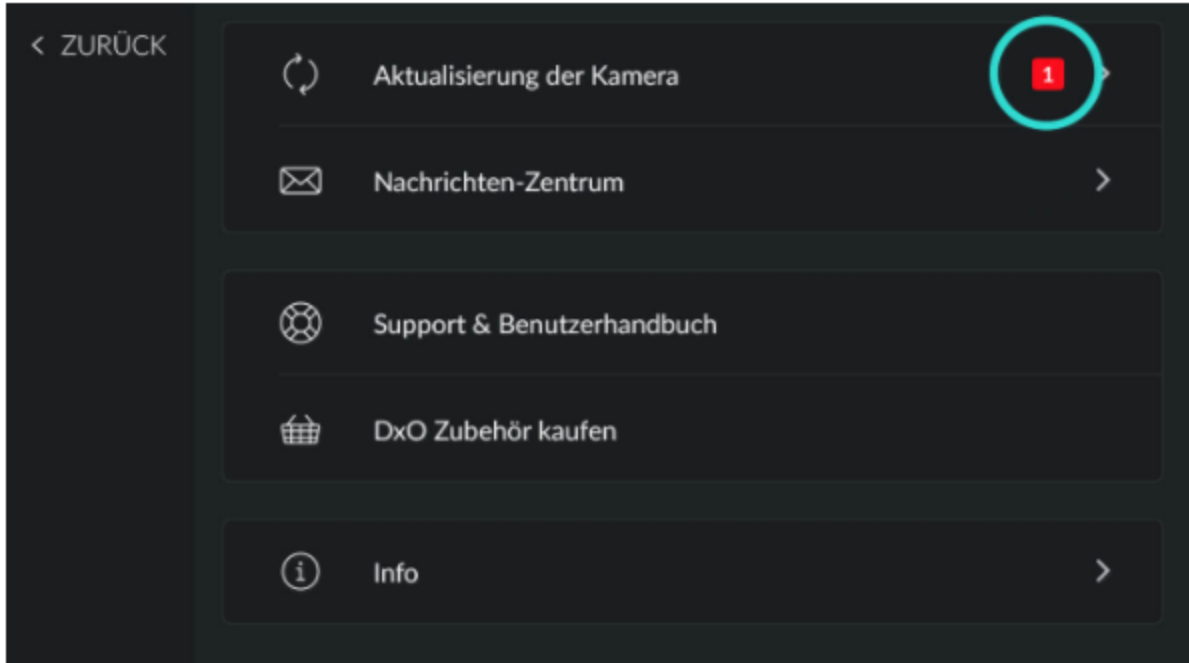 < ZURÜCK
Aktualisierung der Kamera 1
Nachrichten-Zentrum
Support & Benutzerhandbuch
DxO Zubehör kaufen
Info